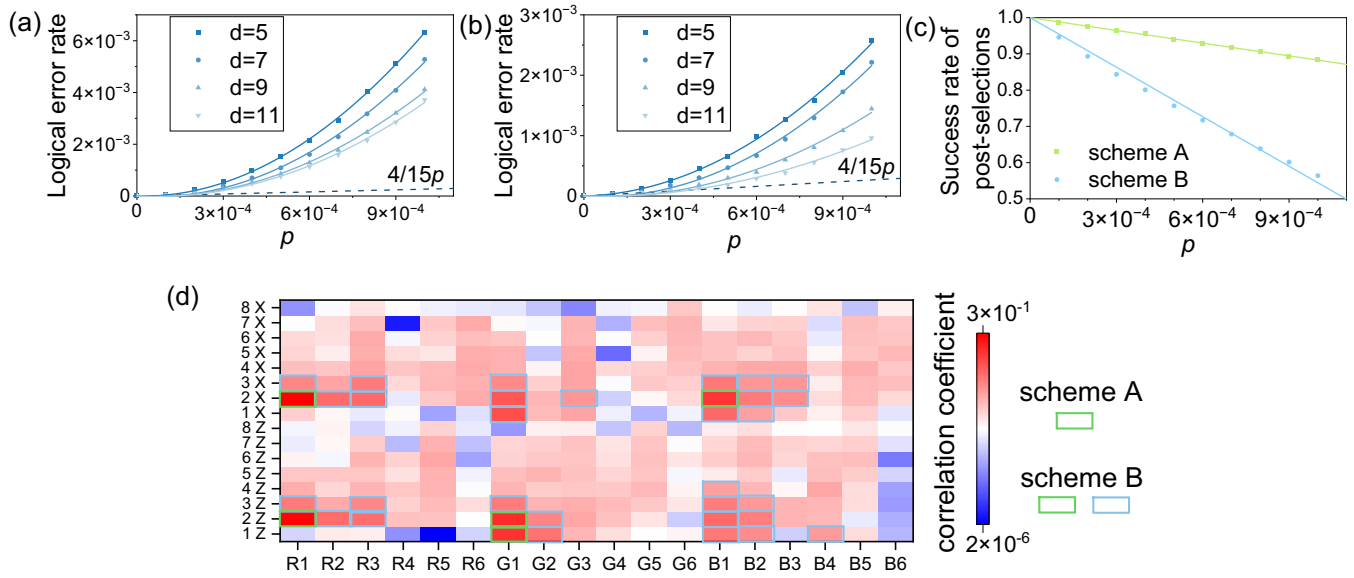 (a)
Logical error rate
6×10⁻³
4×10⁻³
2×10⁻³
0
d=5
d=7
d=9
d=11
4/15p
0
3×10⁻⁴
6×10⁻⁴
9×10⁻⁴
p
(b)
Logical error rate
3×10⁻³
2×10⁻³
1×10⁻³
0
d=5
d=7
d=9
d=11
4/15p
0
3×10⁻⁴
6×10⁻⁴
9×10⁻⁴
p
(c)
Success rate of
post-selections
1.0
0.9
0.8
0.7
0.6
0.5
scheme A
scheme B
0
3×10⁻⁴
6×10⁻⁴
9×10⁻⁴
p
(d)
8 X
7 X
6 X
5 X
4 X
3 X
2 X
1 X
8 Z
7 Z
6 Z
5 Z
4 Z
3 Z
2 Z
1 Z
R1 R2 R3 R4 R5 R6 G1 G2 G3 G4 G5 G6 B1 B2 B3 B4 B5 B6
correlation coefficient
3×10⁻¹
2×10⁻⁶
scheme A
scheme B